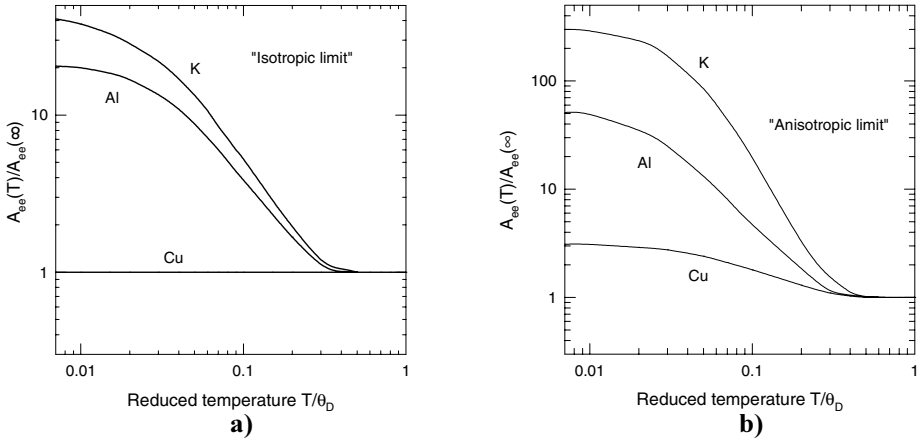 A_ee(T)/A_ee(∞)
10
1
"Isotropic limit"
K
Al
Cu
0.01
0.1
1
Reduced temperature T/θ_D
a)
A_ee(T)/A_ee(∞)
100
10
1
"Anisotropic limit"
K
Al
Cu
0.01
0.1
1
Reduced temperature T/θ_D
b)